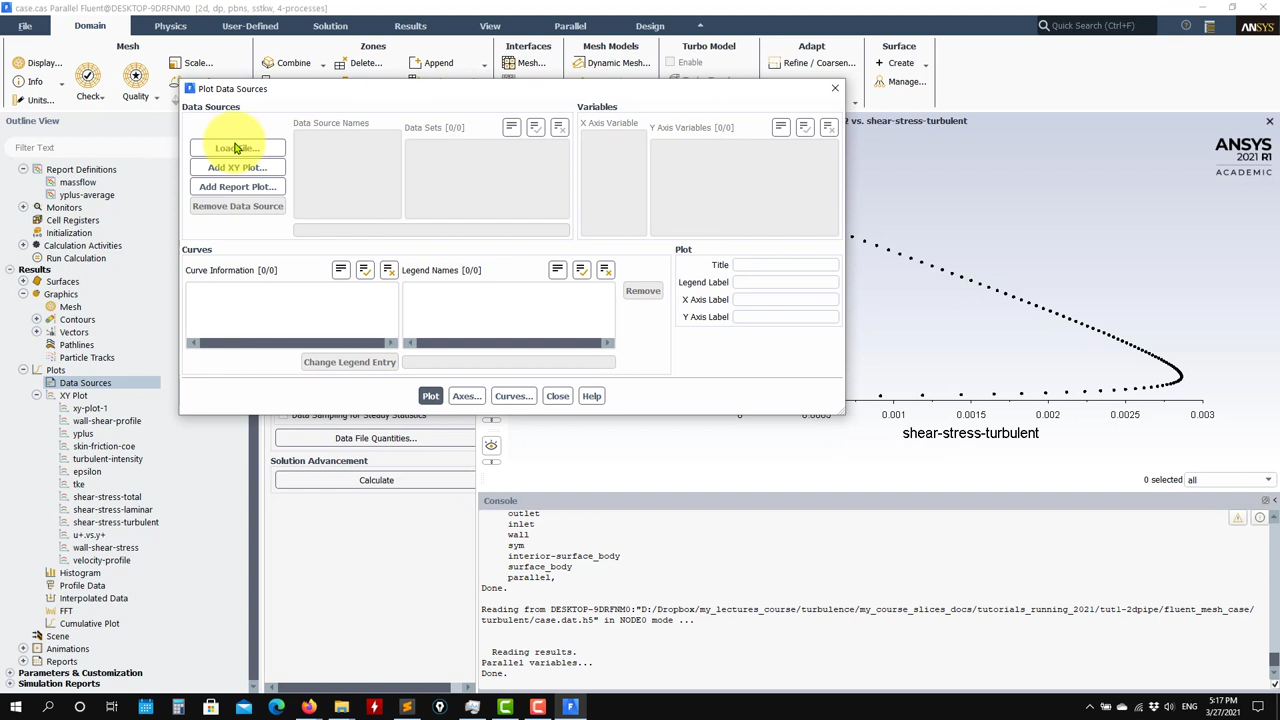 case.cas Parallel Fluent@DESKTOP-9DRFNM0 [2d, dp, pbns, sstkw, 4-processes]
File Domain Physics User-Defined Solution Results View Parallel Design Quick Search (Ctrl+F) ANSYS
Mesh Zones Interfaces Mesh Models Turbo Model Adapt Surface
Display... Scale... Combine Delete... Append Mesh... Dynamic Mesh... Enable Refine / Coarsen... Create
Info Manage...
Units... Check Quality
Plot Data Sources
Data Sources Variables
Outline View
2 vs. shear-stress-turbulent
Data Source Names Data Sets [0/0] X Axis Variable Y Axis Variables [0/0]
Filter Text
Load File...
ANSYS
2021 R1
ACADEMIC
Add XY Plot...
Add Report Plot...
Remove Data Source
Curves Plot
Curve Information [0/0] Legend Names [0/0]
Title
Legend Label
X Axis Label
Y Axis Label
Remove
Change Legend Entry
Plot Axes... Curves... Close Help
Report Definitions
massflow
yplus-average
Monitors
Cell Registers
Initialization
Calculation Activities
Run Calculation
Results
Surfaces
Graphics
Mesh
Contours
Vectors
Pathlines
Particle Tracks
Plots
Data Sources
XY Plot
xy-plot-1
wall-shear-profile
yplus
skin-friction-coe
turbulent-intensity
epsilon
tke
shear-stress-total
shear-stress-laminar
shear-stress-turbulent
u+.vs.y+
wall-shear-stress
velocity-profile
Histogram
Profile Data
Interpolated Data
FFT
Cumulative Plot
Scene
Animations
Reports
Parameters & Customization
Simulation Reports
Data Sampling for Steady Statistics
Data File Quantities...
Solution Advancement
Calculate
0 0.0005 0.001 0.0015 0.002 0.0025 0.003
shear-stress-turbulent
0 selected all
Console
outlet
inlet
wall
sym
interior-surface_body
surface_body
parallel,
Done.
Reading from DESKTOP-9DRFNM0:"D:/Dropbox/my_lectures_course/turbulence/my_course_slices_docs/tutorials_running_2021/tut1-2dpipe/fluent_mesh_case/
turbulent/case.dat.h5" in NODE0 mode ...
Reading results.
Parallel variables...
Done.
ENG
5:17 PM
3/27/2021